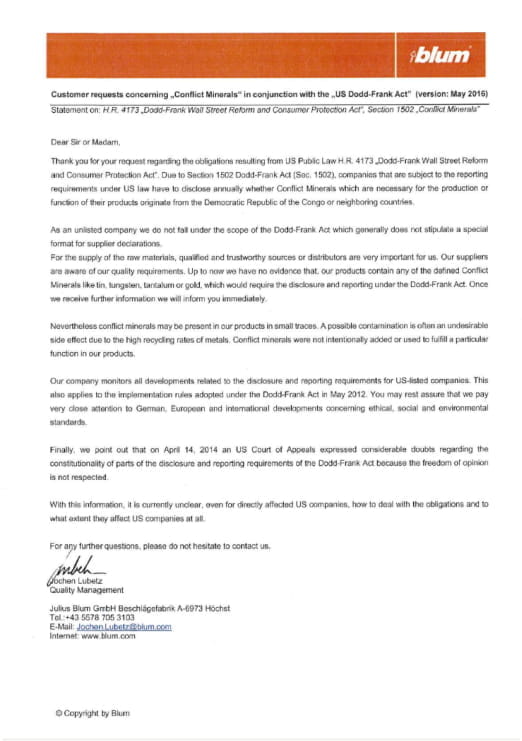 blum
Customer requests concerning „Conflict Minerals“ in conjunction with the „US Dodd-Frank Act“ (version: May 2016)
Statement on: H.R. 4173 „Dodd-Frank Wall Street Reform and Consumer Protection Act“, Section 1502 „Conflict Minerals“
Dear Sir or Madam,
Thank you for your request regarding the obligations resulting from US Public Law H.R. 4173 „Dodd-Frank Wall Street Reform
and Consumer Protection Act“. Due to Section 1502 Dodd-Frank Act (Sec. 1502), companies that are subject to the reporting
requirements under US law have to disclose annually whether Conflict Minerals which are necessary for the production or
function of their products originate from the Democratic Republic of the Congo or neighboring countries.
As an unlisted company we do not fall under the scope of the Dodd-Frank Act which generally does not stipulate a special
format for supplier declarations.
For the supply of the raw materials, qualified and trustworthy sources or distributors are very important for us. Our suppliers
are aware of our quality requirements. Up to now we have no evidence that, our products contain any of the defined Conflict
Minerals like tin, tungsten, tantalum or gold, which would require the disclosure and reporting under the Dodd-Frank Act. Once
we receive further information we will inform you immediately.
Nevertheless conflict minerals may be present in our products in small traces. A possible contamination is often an undesirable
side effect due to the high recycling rates of metals. Conflict minerals were not intentionally added or used to fulfill a particular
function in our products.
Our company monitors all developments related to the disclosure and reporting requirements for US-listed companies. This
also applies to the implementation rules adopted under the Dodd-Frank Act in May 2012. You may rest assure that we pay
very close attention to German, European and international developments concerning ethical, social and environmental
standards.
Finally, we point out that on April 14, 2014 an US Court of Appeals expressed considerable doubts regarding the
constitutionality of parts of the disclosure and reporting requirements of the Dodd-Frank Act because the freedom of opinion
is not respected.
With this information, it is currently unclear, even for directly affected US companies, how to deal with the obligations and to
what extent they affect US companies at all.
For any further questions, please do not hesitate to contact us.
Jochen Lubetz
Quality Management
Julius Blum GmbH Beschlägefabrik A-6973 Höchst
Tel.:+43 5578 705 3103
E-Mail: Jochen.Lubetz@blum.com
Internet: www.blum.com
© Copyright by Blum